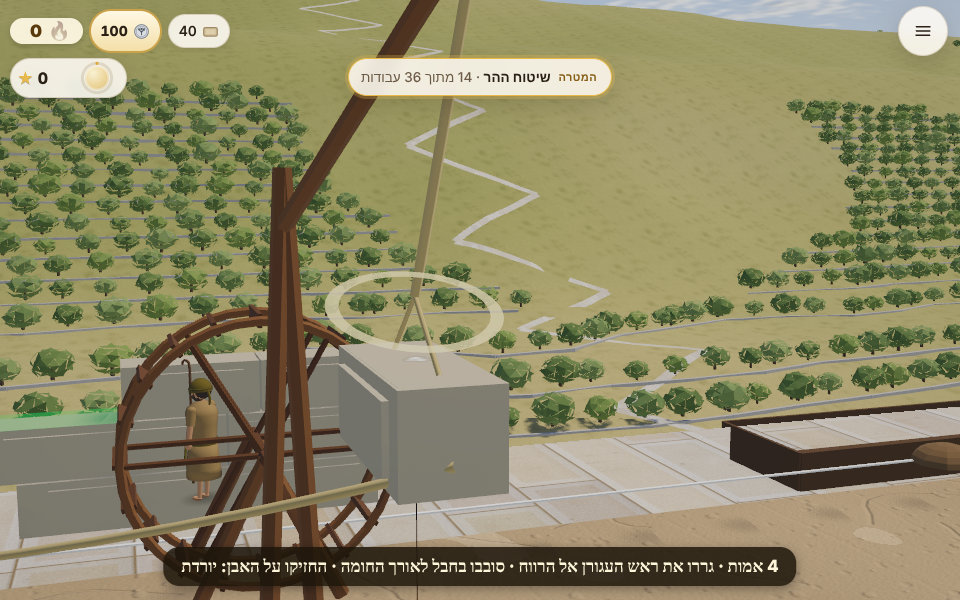 0
100
40
0
המטרה שיטוח ההר · 14 מתוך 36 עבודות
4 אמות · גררו את ראש העגורן אל הרווח · סובבו בחבל לאורך החומה · החזיקו על האבן: יורדת